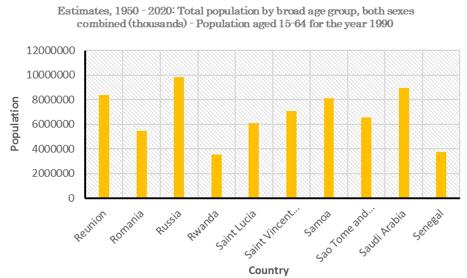 Estimates, 1950 - 2020: Total population by broad age group, both sexes
combined (thousands) - Population aged 15-64 for the year 1990
12000000
10000000
8000000
6000000
4000000
2000000
0
Population
Reunion
Romania
Russia
Rwanda
Saint Lucia
Saint Vincent...
Samoa
Sao Tome and...
Saudi Arabia
Senegal
Country